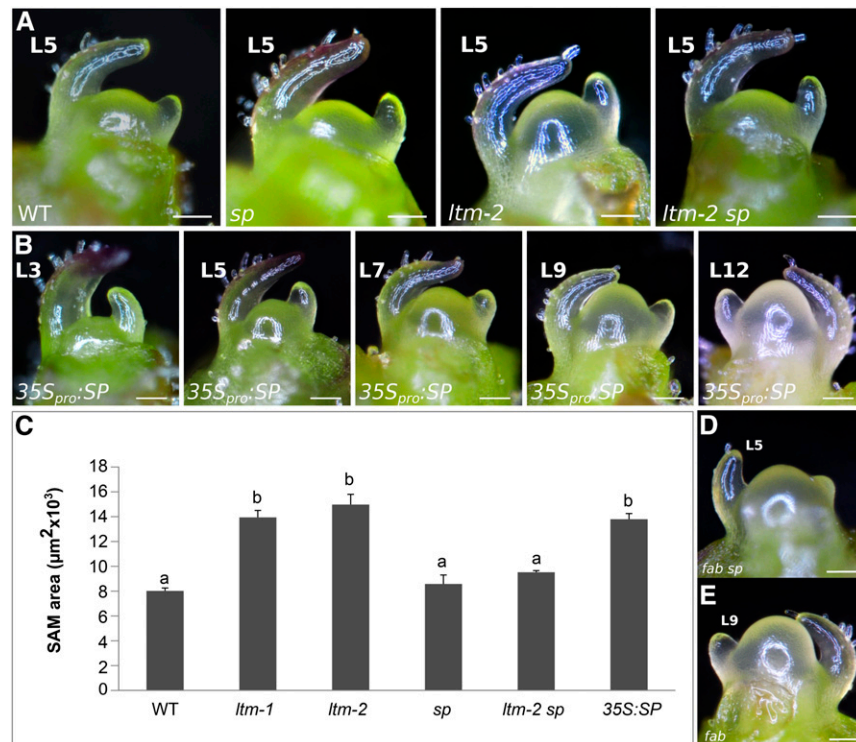 A
L5
L5
L5
L5
WT
sp
ltm-2
ltm-2 sp
B
L3
L5
L7
L9
L12
35Spro:SP
35Spro:SP
35Spro:SP
35Spro:SP
35Spro:SP
C
SAM area (µm²x10³)
18
16
14
12
10
8
6
4
2
0
a
b
b
a
a
b
WT
ltm-1
ltm-2
sp
ltm-2 sp
35S:SP
D
L5
fab sp
E
L9
fab